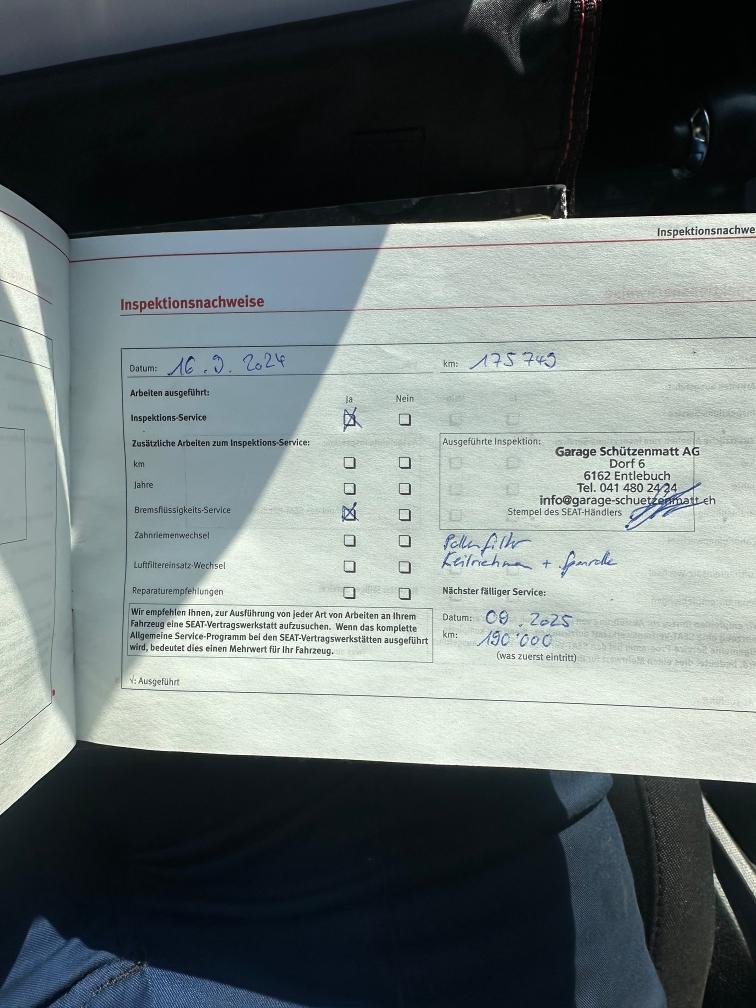 Inspektionsnachwe
Inspektionsnachweise
Datum: 16.9.2024 km: 175 749
Arbeiten ausgeführt:
Ja Nein
Inspektions-Service
Zusätzliche Arbeiten zum Inspektions-Service:
km
Jahre
Bremsflüssigkeits-Service
Zahnriemenwechsel
Luftfiltereinsatz-Wechsel
Reparaturempfehlungen
Wir empfehlen Ihnen, zur Ausführung von jeder Art von Arbeiten an Ihrem
Fahrzeug eine SEAT-Vertragswerkstatt aufzusuchen. Wenn das komplette
Allgemeine Service-Programm bei den SEAT-Vertragswerkstätten ausgeführt
wird, bedeutet dies einen Mehrwert für Ihr Fahrzeug.
√: Ausgeführt
Ausgeführte Inspektion:
Garage Schützenmatt AG
Dorf 6
6162 Entlebuch
Tel. 041 480 24 24
info@garage-schuetzenmatt.ch
Stempel des SEAT-Händlers
Pollenfilter
Keilriemen + Spannrolle
Nächster fälliger Service:
Datum: 09.2025
km: 190'000
(was zuerst eintritt)